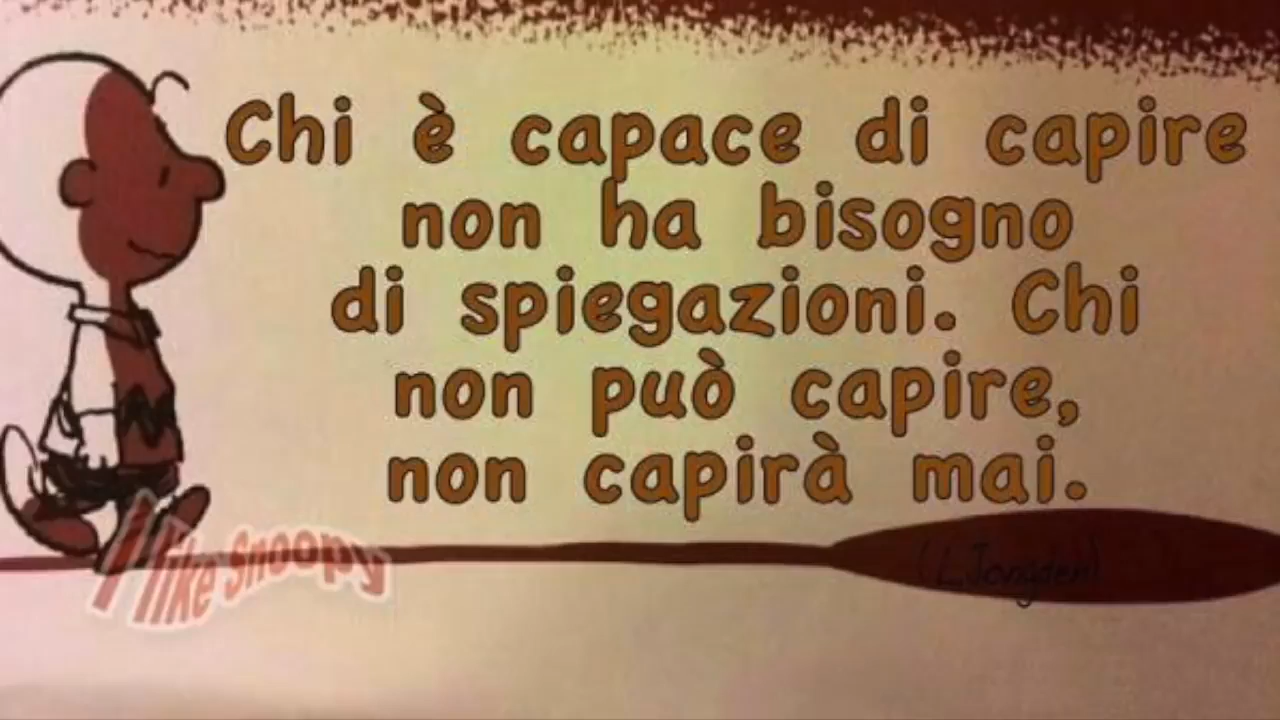 Chi è capace di capire
non ha bisogno
di spiegazioni. Chi
non può capire,
non capirà mai.
I like Snoopy